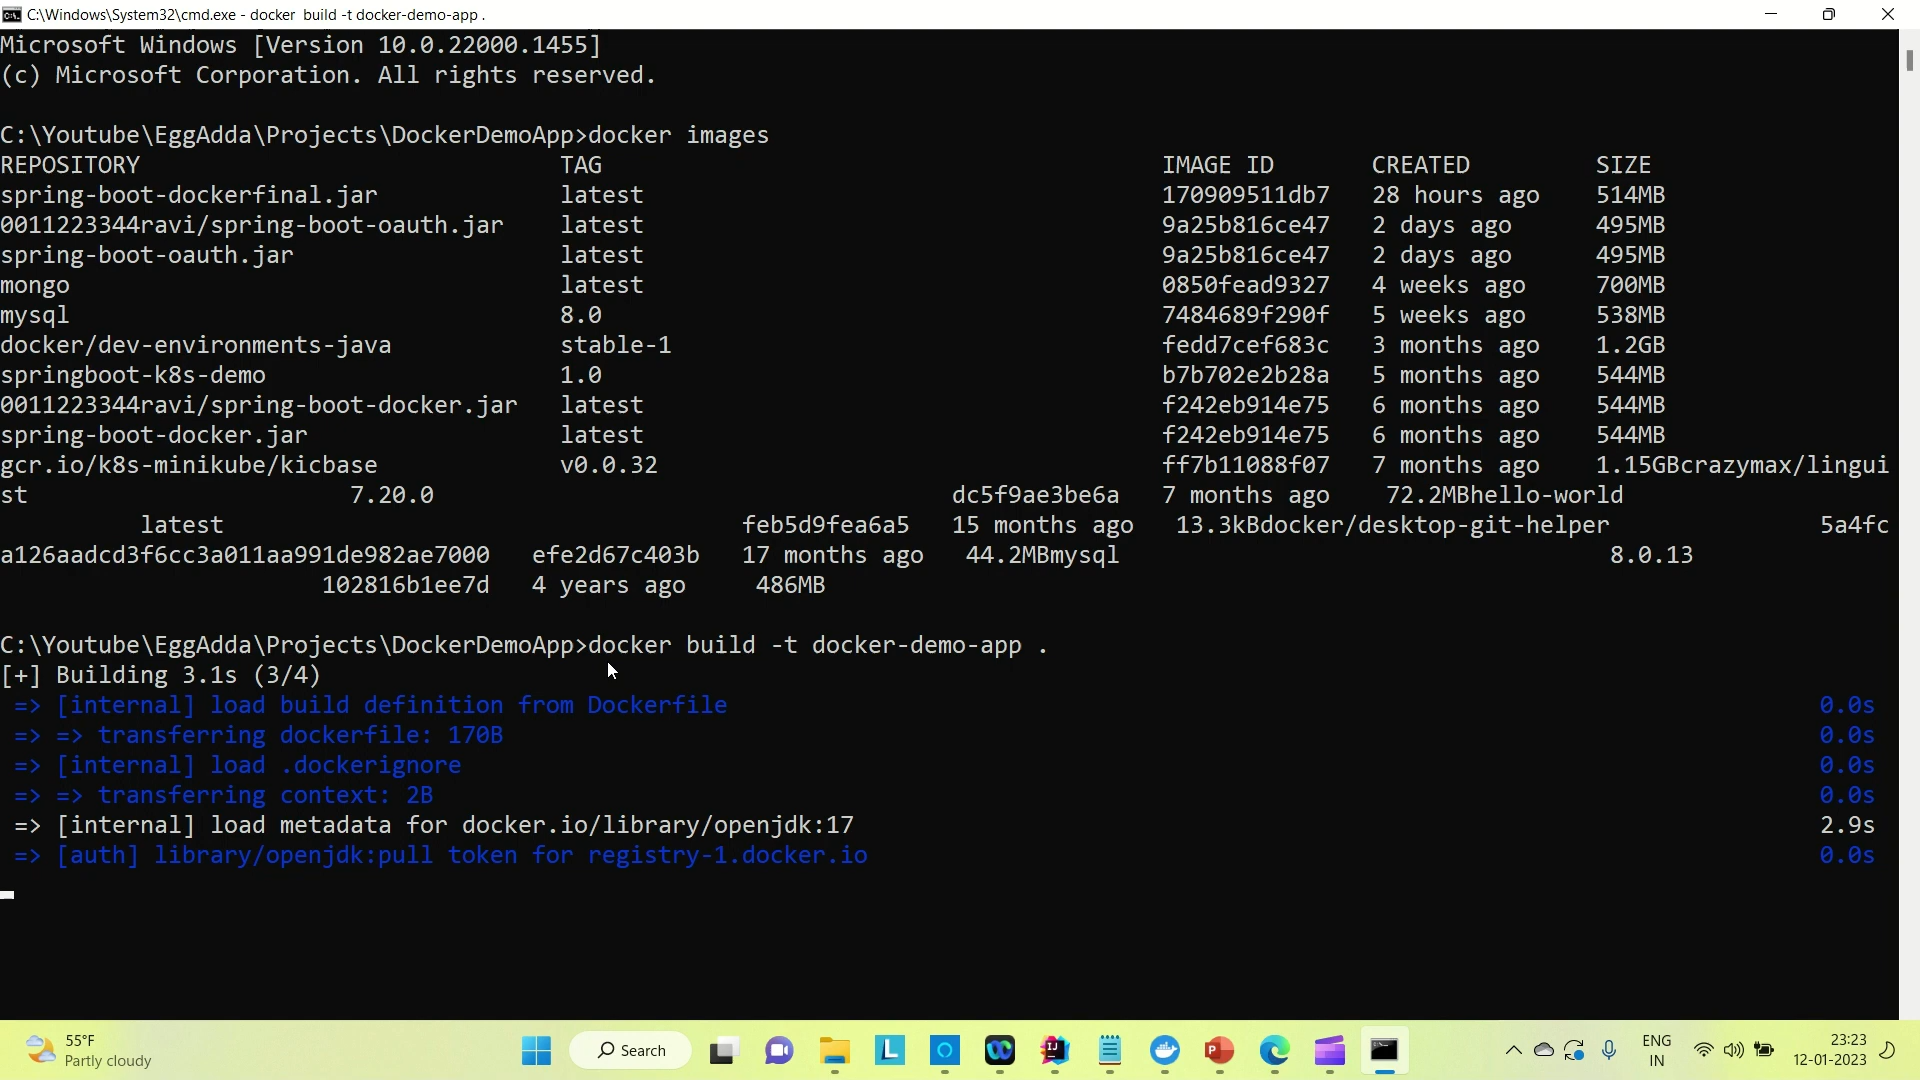 C:\Windows\System32\cmd.exe - docker  build -t docker-demo-app .
Microsoft Windows [Version 10.0.22000.1455]
(c) Microsoft Corporation. All rights reserved.
C:\Youtube\EggAdda\Projects\DockerDemoApp>docker images
REPOSITORY                              TAG                                        IMAGE ID       CREATED         SIZE
spring-boot-dockerfinal.jar             latest                                     170909511db7   28 hours ago    514MB
0011223344ravi/spring-boot-oauth.jar    latest                                     9a25b816ce47   2 days ago      495MB
spring-boot-oauth.jar                   latest                                     9a25b816ce47   2 days ago      495MB
mongo                                   latest                                     0850fead9327   4 weeks ago     700MB
mysql                                   8.0                                        7484689f290f   5 weeks ago     538MB
docker/dev-environments-java            stable-1                                   fedd7cef683c   3 months ago    1.2GB
springboot-k8s-demo                     1.0                                        b7b702e2b28a   5 months ago    544MB
0011223344ravi/spring-boot-docker.jar   latest                                     f242eb914e75   6 months ago    544MB
spring-boot-docker.jar                  latest                                     f242eb914e75   6 months ago    544MB
gcr.io/k8s-minikube/kicbase             v0.0.32                                    ff7b11088f07   7 months ago    1.15GBcrazymax/lingui
st                       7.20.0                                     dc5f9ae3be6a   7 months ago    72.2MBhello-world
          latest                                     feb5d9fea6a5   15 months ago   13.3kBdocker/desktop-git-helper               5a4fc
a126aadcd3f6cc3a011aa991de982ae7000   efe2d67c403b   17 months ago   44.2MBmysql                                   8.0.13
                       102816b1ee7d   4 years ago     486MB
C:\Youtube\EggAdda\Projects\DockerDemoApp>docker build -t docker-demo-app .
[+] Building 3.1s (3/4)
=> [internal] load build definition from Dockerfile 0.0s
=> => transferring dockerfile: 170B 0.0s
=> [internal] load .dockerignore 0.0s
=> => transferring context: 2B 0.0s
=> [internal] load metadata for docker.io/library/openjdk:17 2.9s
=> [auth] library/openjdk:pull token for registry-1.docker.io 0.0s
55°F
Partly cloudy
Search
ENG
IN
23:23
12-01-2023